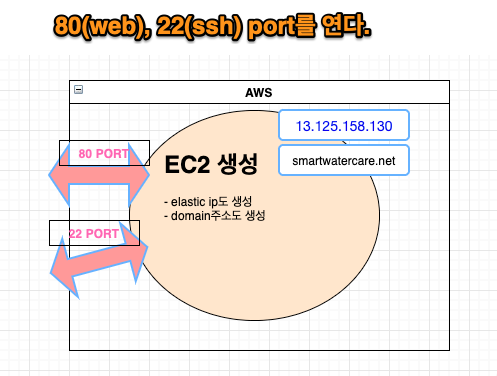 80(web), 22(ssh) port를 연다.
AWS
13.125.158.130
80 PORT
EC2 생성
smartwatercare.net
- elastic ip도 생성
- domain주소도 생성
22 PORT